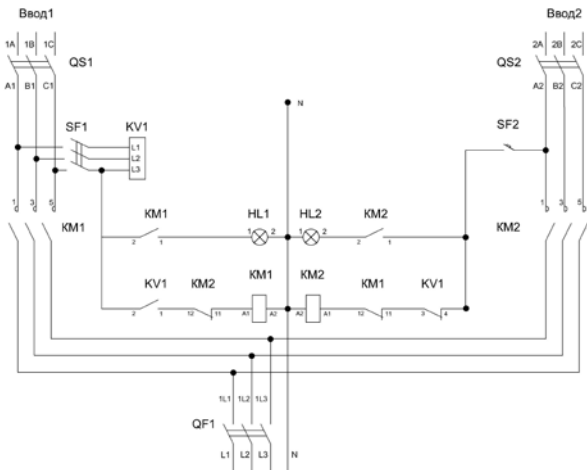 Ввод1 Ввод2
1A 1B 1C 2A 2B 2C
QS1 QS2
A1 B1 C1 A2 B2 C2
N
SF1 KV1 SF2
L1
L2
L3
1 3 5 1 3 5
KM1 KM1 HL1 HL2 KM2 KM2
2 1 1 2 1 2 2 1
KV1 KM2 KM1 KM2 KM1 KV1
2 1 12 11 A1 A2 A2 A1 12 11 3 4
1L1 1L2 1L3
QF1
L1 L2 L3 N